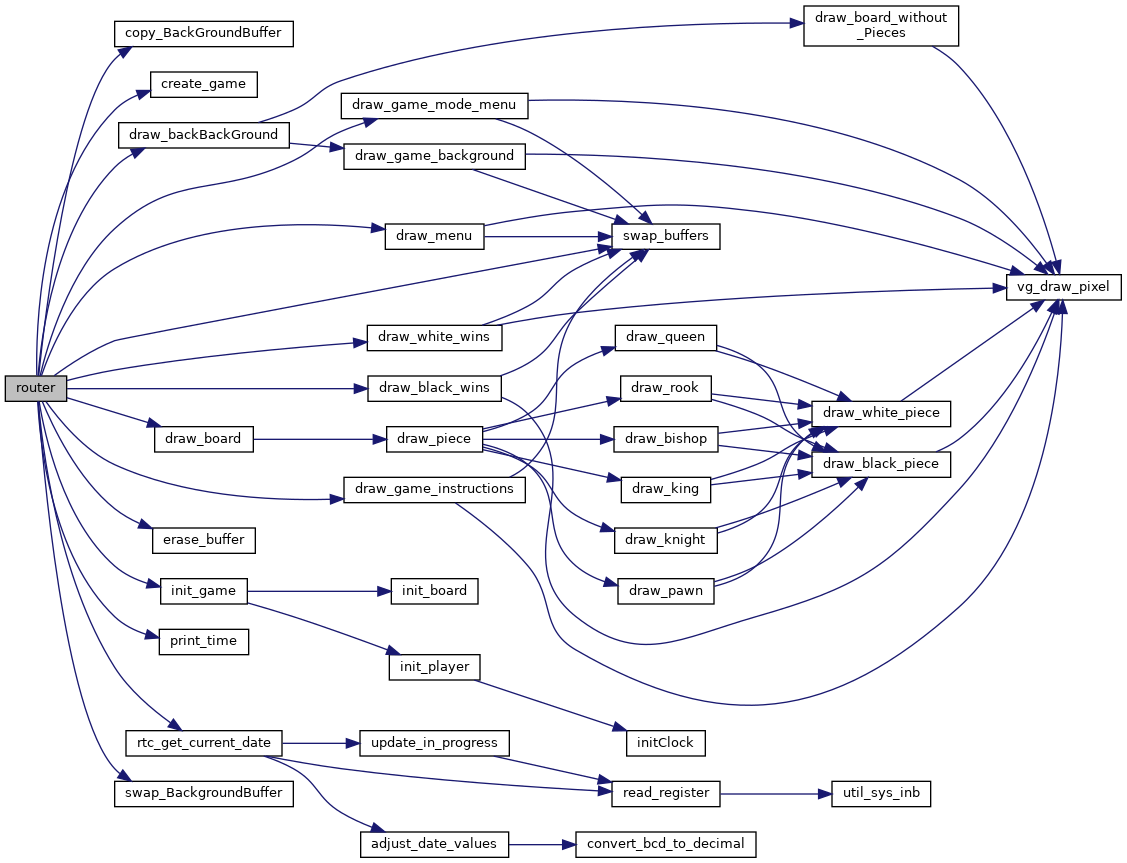 draw_board_without
_Pieces
copy_BackGroundBuffer
create_game
draw_game_mode_menu
draw_backBackGround
draw_game_background
draw_menu
swap_buffers
vg_draw_pixel
draw_white_wins
draw_queen
router
draw_black_wins
draw_rook
draw_white_piece
draw_board
draw_piece
draw_bishop
draw_black_piece
draw_game_instructions
draw_king
erase_buffer
draw_knight
init_game
init_board
draw_pawn
print_time
init_player
rtc_get_current_date
update_in_progress
initClock
swap_BackgroundBuffer
read_register
util_sys_inb
adjust_date_values
convert_bcd_to_decimal